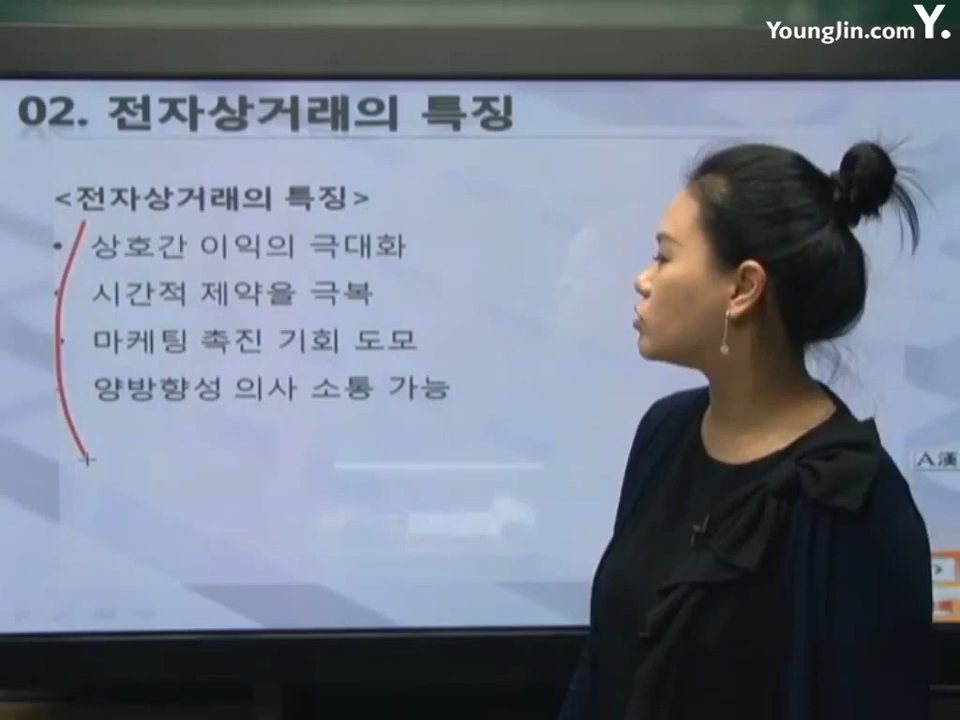 YoungJin.com Y.
02. 전자상거래의 특징
<전자상거래의 특징>
• 상호간 이익의 극대화
• 시간적 제약을 극복
• 마케팅 촉진 기회 도모
• 양방향성 의사 소통 가능
A漢